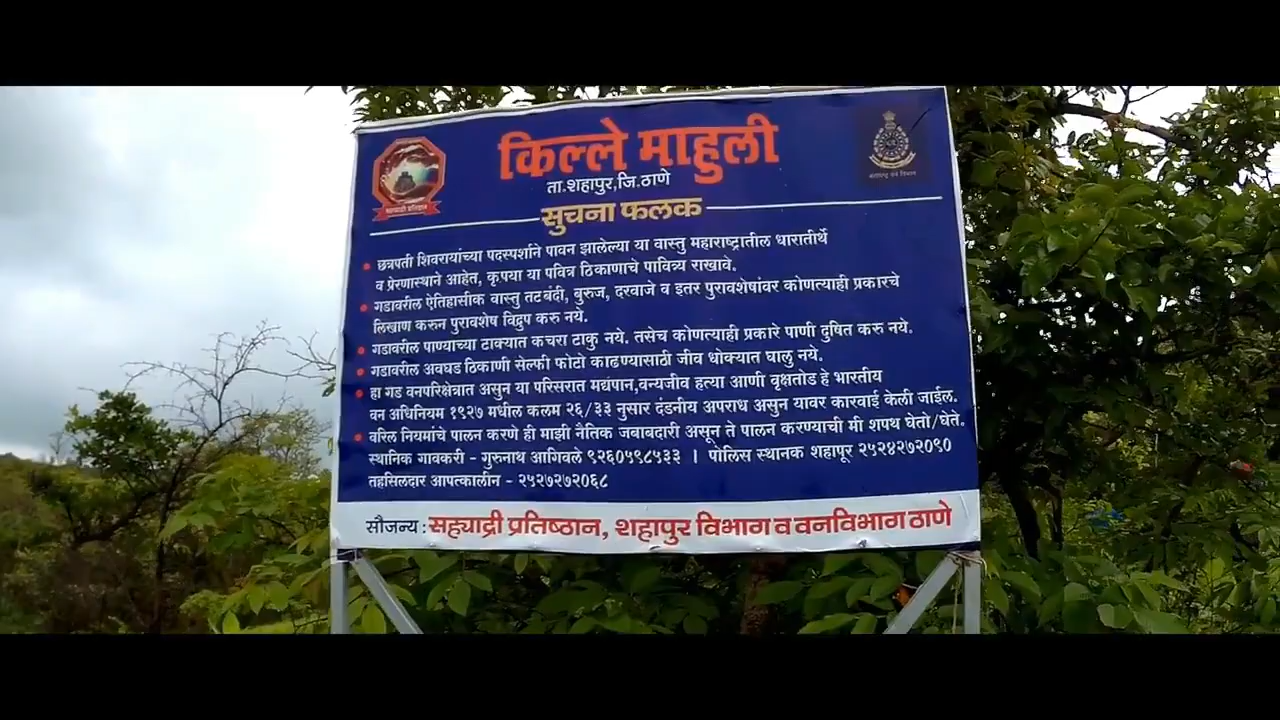 किल्ले माहुली
ता.शहापुर,जि.ठाणे
सुचना फलक
छत्रपती शिवरायांच्या पदस्पर्शाने पावन झालेल्या या वास्तु महाराष्ट्रातील धारातीर्थे
व प्रेरणास्थाने आहेत, कृपया या पवित्र ठिकाणाचे पावित्र्य राखावे.
गडावरील ऐतिहासीक वास्तु तटबंदी, बुरुज, दरवाजे व इतर पुरावशेषांवर कोणत्याही प्रकारचे
लिखाण करुन पुरावशेष विद्रुप करु नये.
गडावरील पाण्याच्या टाक्यात कचरा टाकु नये. तसेच कोणत्याही प्रकारे पाणी दुषित करु नये.
गडावरील अवघड ठिकाणी सेल्फी फोटो काढण्यासाठी जीव धोक्यात घालु नये.
हा गड वनपरिक्षेत्रात असुन या परिसरात मद्यंपान,वन्यजीव हत्या आणी वृक्षतोड हे भारतीय
वन अधिनियम १९२७ मधील कलम २६/३३ नुसार दंडनीय अपराध असुन यावर कारवाई केली जाईल.
वरिल नियमांचे पालन करणे ही माझी नैतिक जबाबदारी असून ते पालन करण्याची मी शपथ घेतो/घेते.
स्थानिक गावकरी - गुरुनाथ आगिवले ९२६०५९८५३३ । पोलिस स्थानक शहापूर २५२४२७२०९०
तहसिलदार आपत्कालीन - २५२७२७२०६८
सौजन्य : सह्याद्री प्रतिष्ठान, शहापुर विभाग व वनविभाग ठाणे